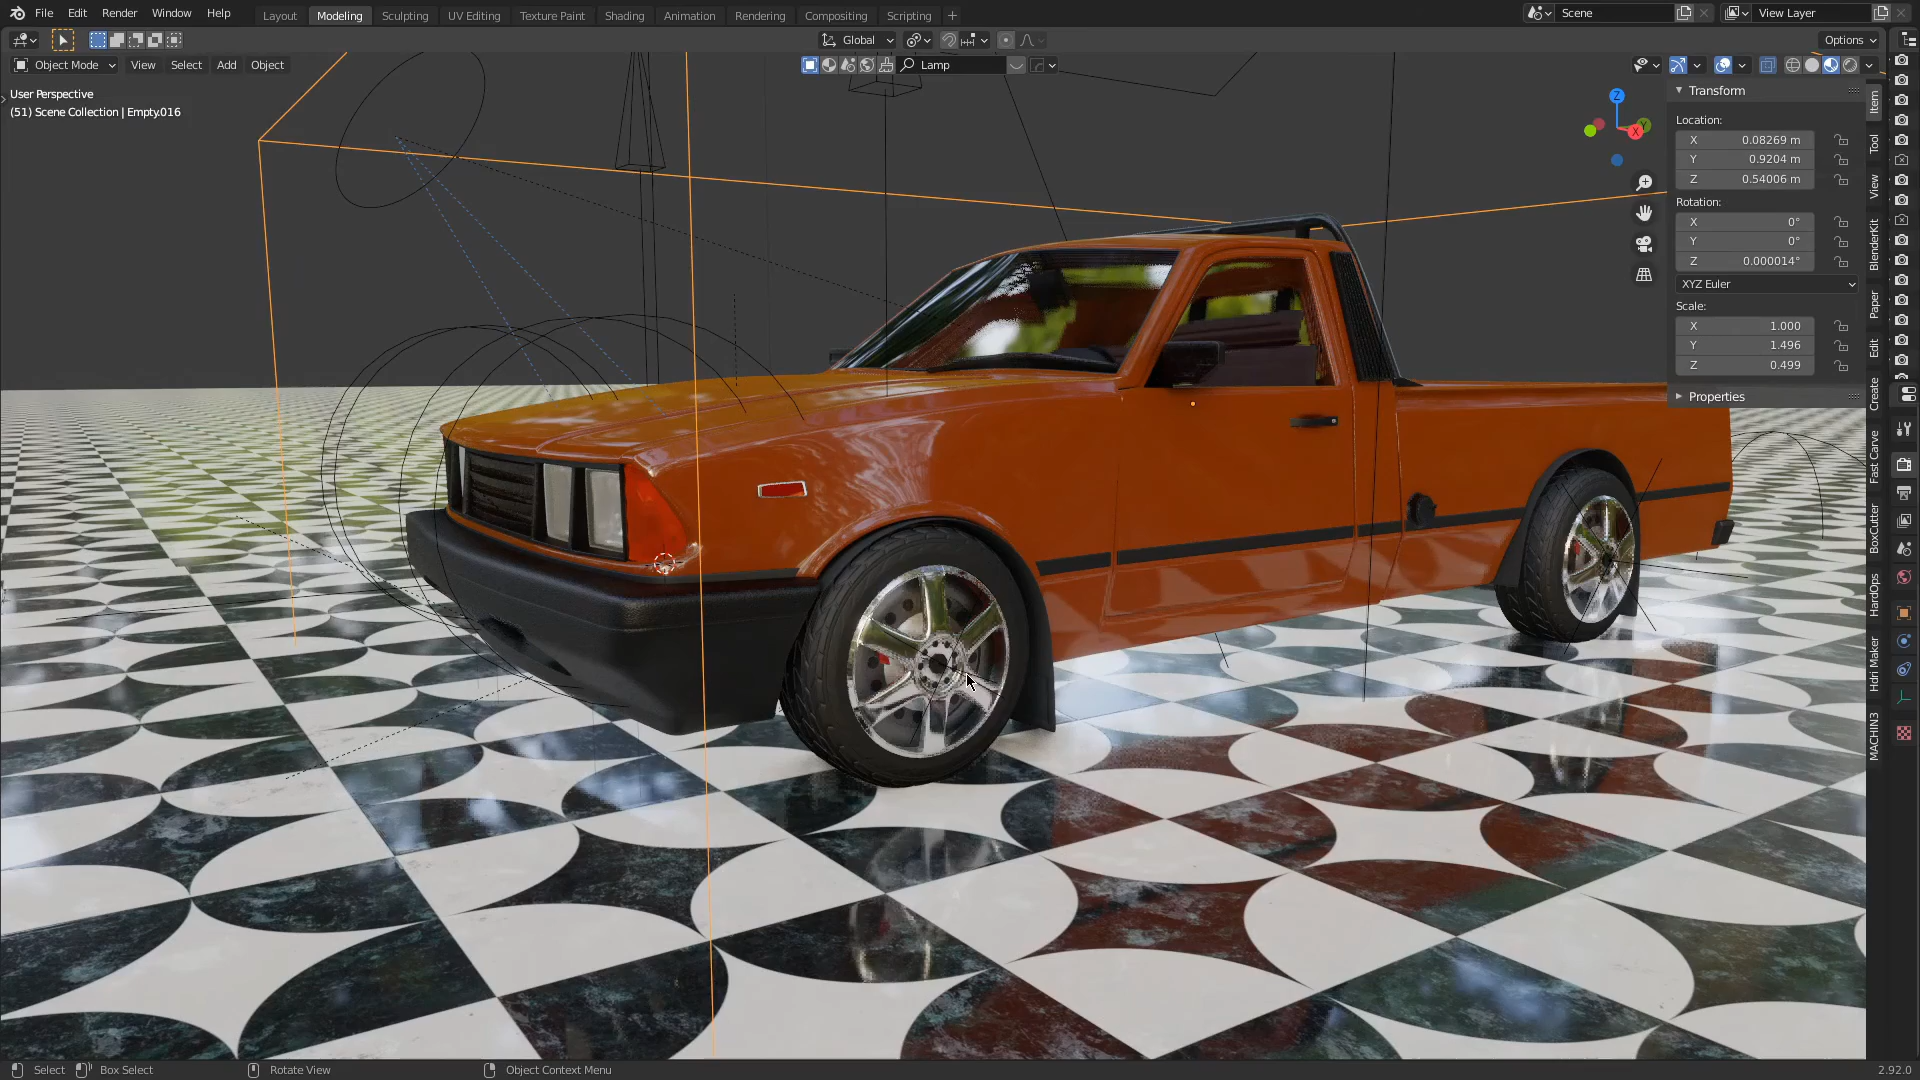 File Edit Render Window Help
Layout Modeling Sculpting UV Editing Texture Paint Shading Animation Rendering Compositing Scripting +
Scene
View Layer
Global
Options
Object Mode View Select Add Object
Lamp
User Perspective
(51) Scene Collection | Empty.016
Z
Y
X
Transform
Location:
X 0.08269 m
Y 0.9204 m
Z 0.54006 m
Rotation:
X 0°
Y 0°
Z 0.000014°
XYZ Euler
Scale:
X 1.000
Y 1.496
Z 0.499
Properties
Item
Tool
View
BlenderKit
Paper
Edit
Create
Fast Carve
BoxCutter
HardOps
Hdri Maker
MACHIN3
Select Box Select Rotate View Object Context Menu
2.92.0